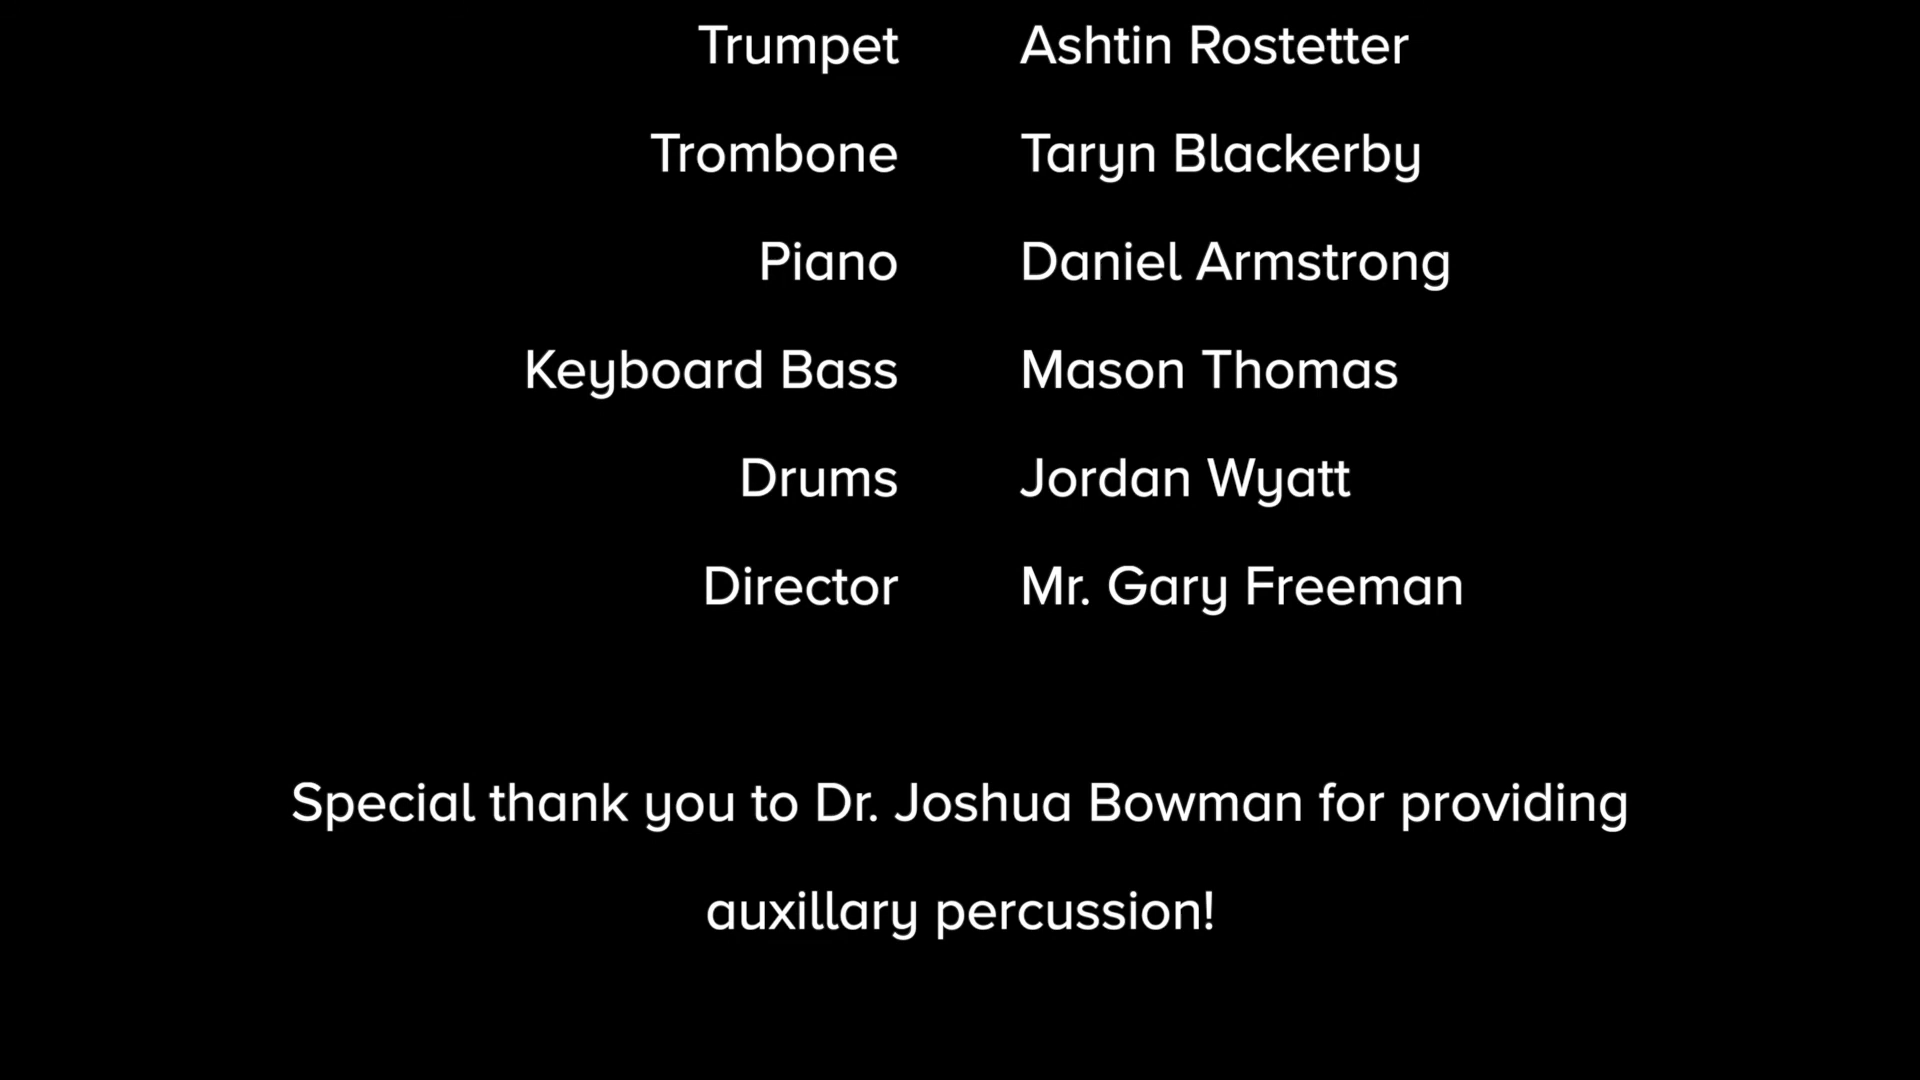 Trumpet Ashtin Rostetter
Trombone Taryn Blackerby
Piano Daniel Armstrong
Keyboard Bass Mason Thomas
Drums Jordan Wyatt
Director Mr. Gary Freeman
Special thank you to Dr. Joshua Bowman for providing
auxillary percussion!